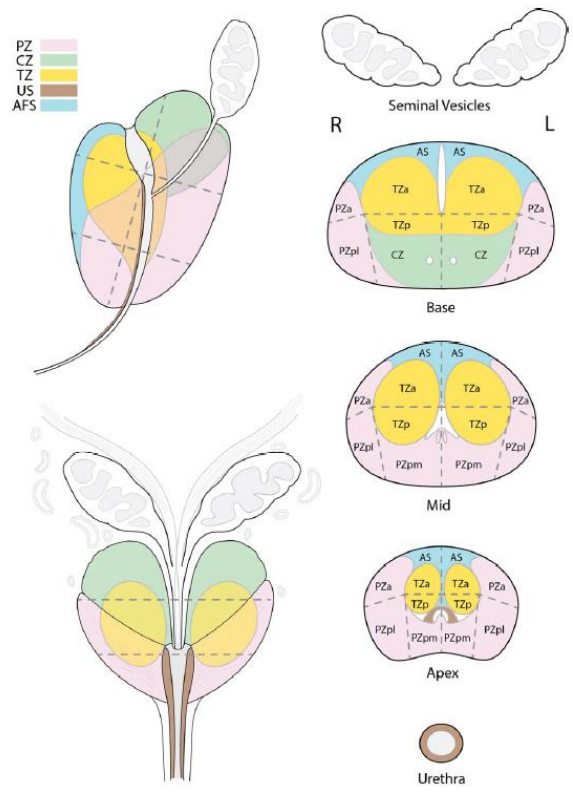 PZ
CZ
TZ
US
AFS
Seminal Vesicles
R L
AS AS
TZa TZa
PZa PZa
TZp TZp
PZpl CZ PZpl
Base
AS AS
TZa TZa
PZa PZa
TZp TZp
PZpl PZpl
PZpm PZpm
Mid
AS AS
PZa TZa TZa PZa
TZp TZp
PZpl PZpm PZpm PZpl
Apex
Urethra